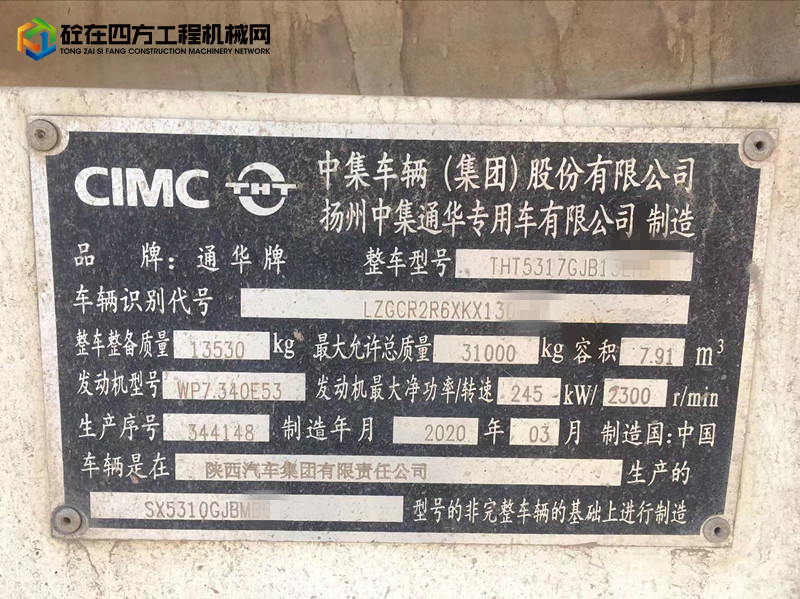 砼在四方工程机械网
TONG ZAI SI FANG CONSTRUCTION MACHINERY NETWORK
CIMC THT 中集车辆(集团)股份有限公司
扬州中集通华专用车有限公司 制造
品 牌：通华牌 整车型号 THT5317GJB13
车辆识别代号 LZGCR2R6XKX13
整车整备质量 13530 kg 最大允许总质量 31000 kg 容积 7.91 m³
发动机型号 WP7.340E53 发动机最大净功率/转速 245 kW/ 2300 r/min
生产序号 344148 制造年月 2020 年 03 月 制造国：中国
车辆是在 陕西汽车集团有限责任公司 生产的
SX5310GJBM 型号的非完整车辆的基础上进行制造